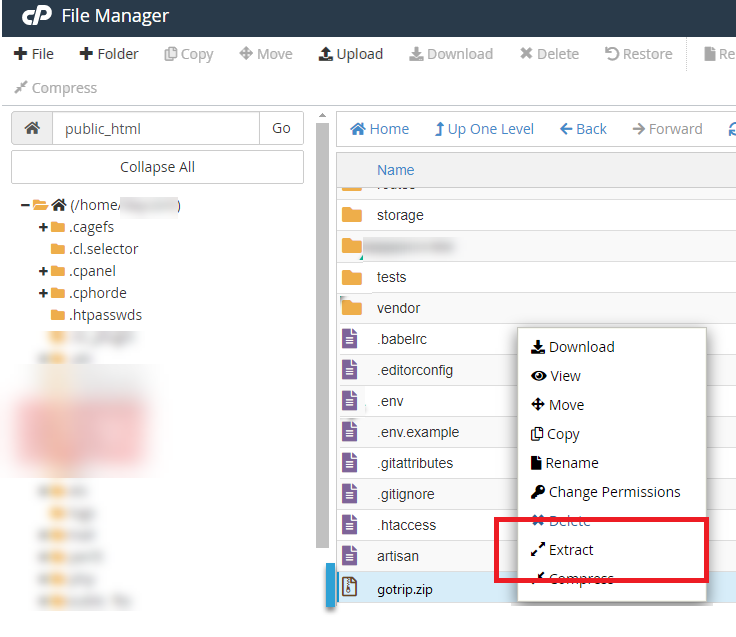 cP File Manager
File Folder Copy Move Upload Download Delete Restore Re
Compress
public_html Go
Collapse All
(/home/ )
.cagefs
.cl.selector
.cpanel
.cphorde
.htpasswds
Home Up One Level Back Forward
Name
storage
tests
vendor
.babelrc
.editorconfig
.env
.env.example
.gitattributes
.gitignore
.htaccess
artisan
gotrip.zip
Download
View
Move
Copy
Rename
Change Permissions
Delete
Extract
Compress